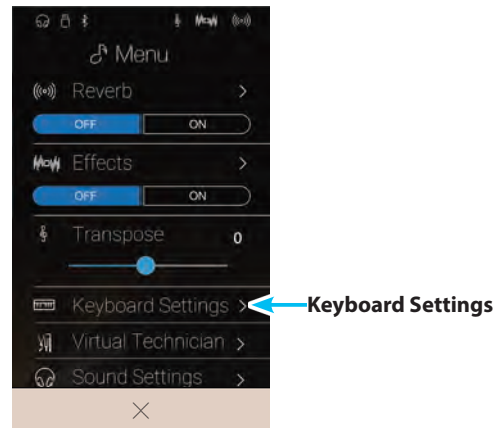 Menu
Reverb
OFF ON
Effects
OFF ON
Transpose 0
Keyboard Settings
Keyboard Settings
Virtual Technician
Sound Settings